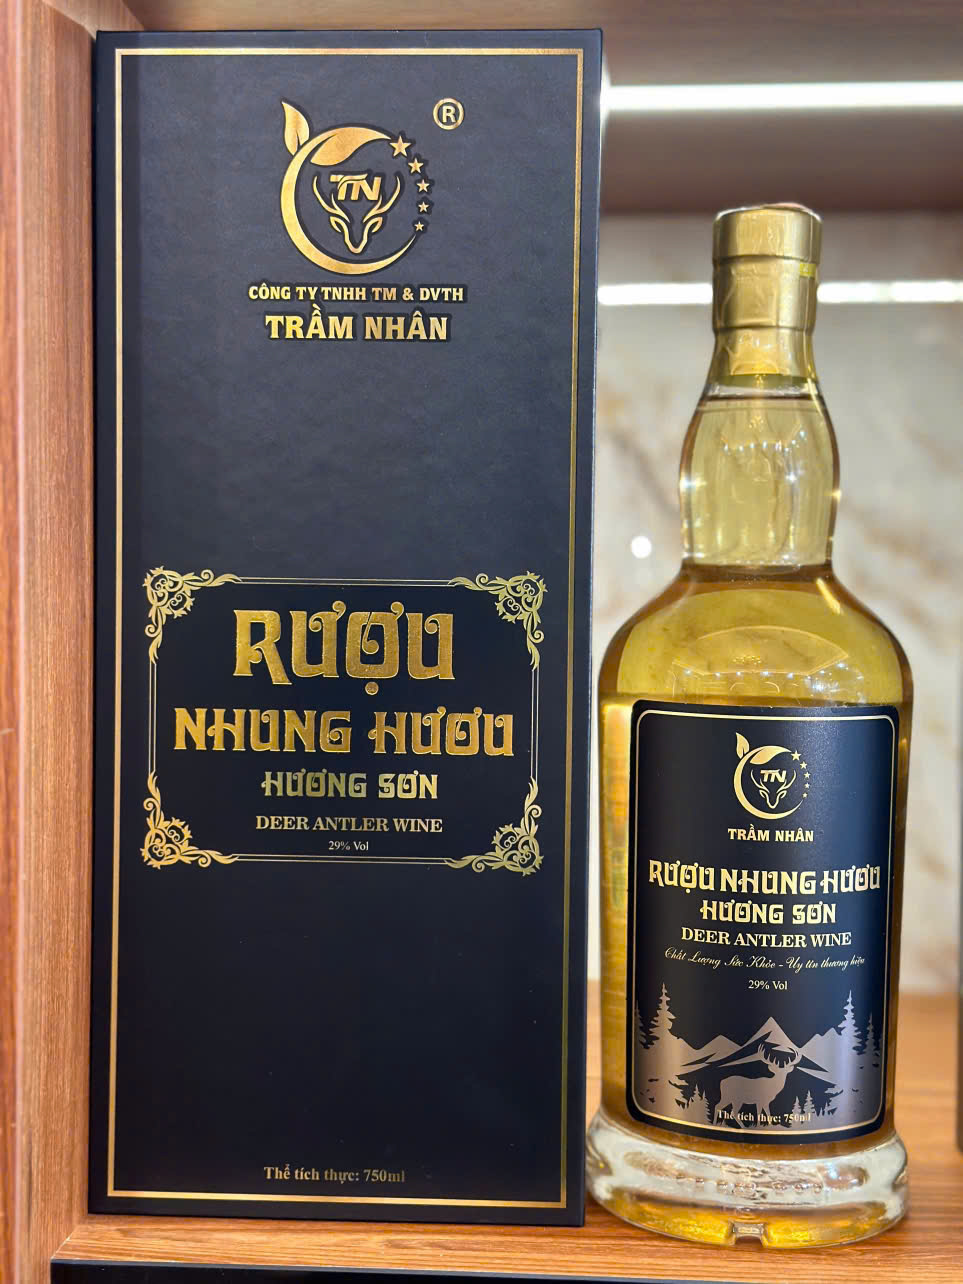 ®
TN
CÔNG TY TNHH TM & DVTH
TRẦM NHÂN
RƯỢU
NHUNG HƯƠU
HƯƠNG SƠN
DEER ANTLER WINE
29% Vol
Thể tích thực: 750ml
TN
TRẦM NHÂN
RƯỢU NHUNG HƯƠU
HƯƠNG SƠN
DEER ANTLER WINE
Chất Lượng Sức Khỏe - Uy tín thương hiệu
29% Vol
Thể tích thực: 750ml